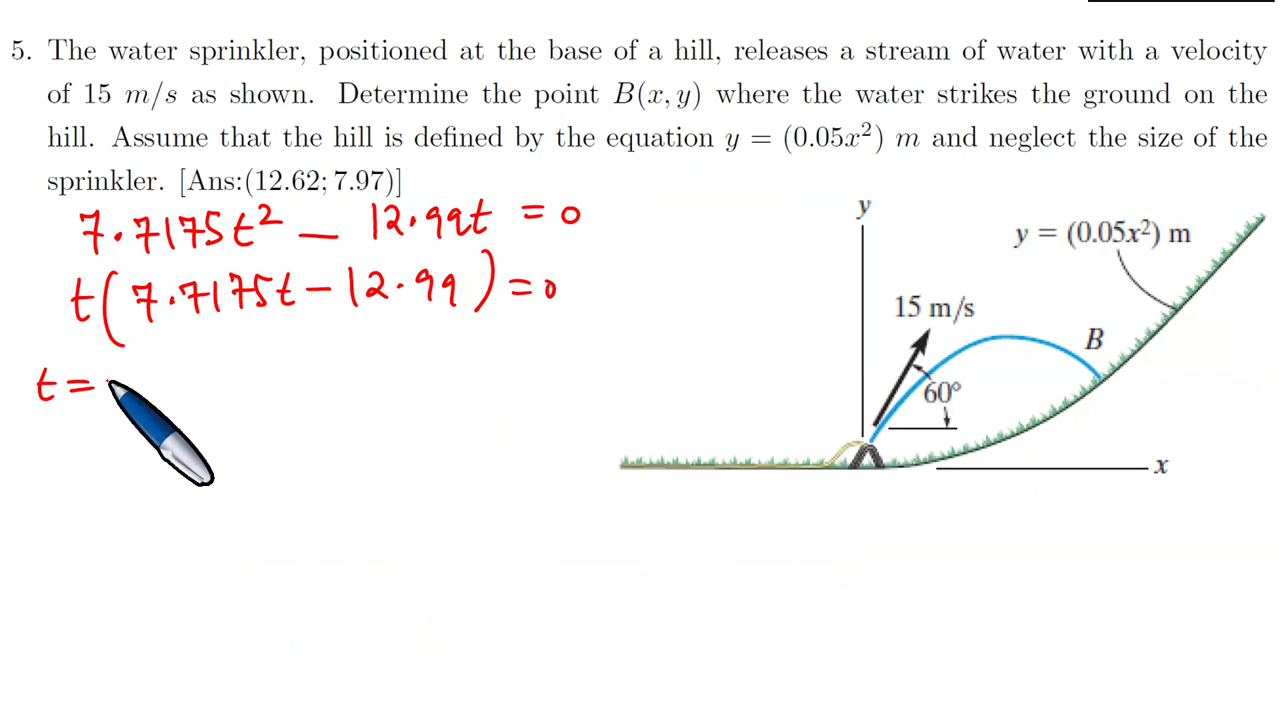 5. The water sprinkler, positioned at the base of a hill, releases a stream of water with a velocity
of 15 m/s as shown. Determine the point B(x, y) where the water strikes the ground on the
hill. Assume that the hill is defined by the equation y = (0.05x²) m and neglect the size of the
sprinkler. [Ans:(12.62; 7.97)]
7.7175t² – 12.99t = 0
t(7.7175t – 12.99) = 0
t =
y
y = (0.05x²) m
15 m/s
B
60°
x